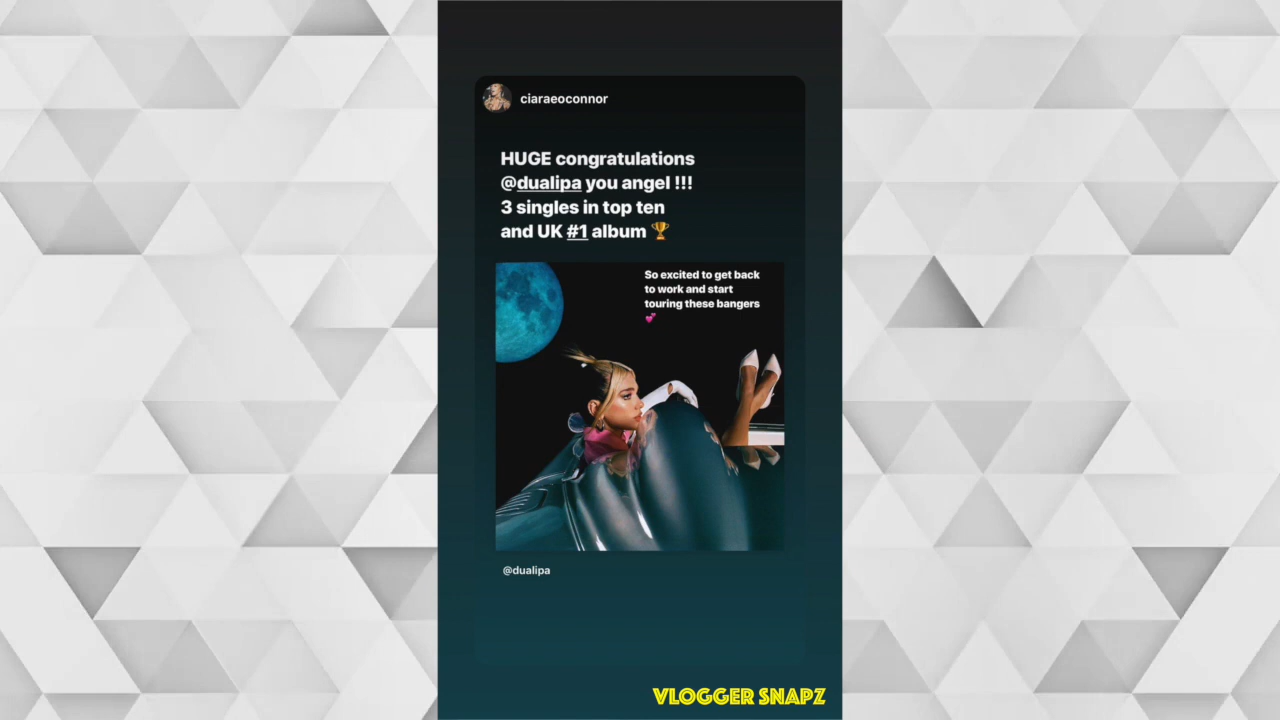 ciaraeoconnor
HUGE congratulations
@dualipa you angel !!!
3 singles in top ten
and UK #1 album 🏆
So excited to get back
to work and start
touring these bangers
💕
@dualipa
VLOGGER SNAPZ